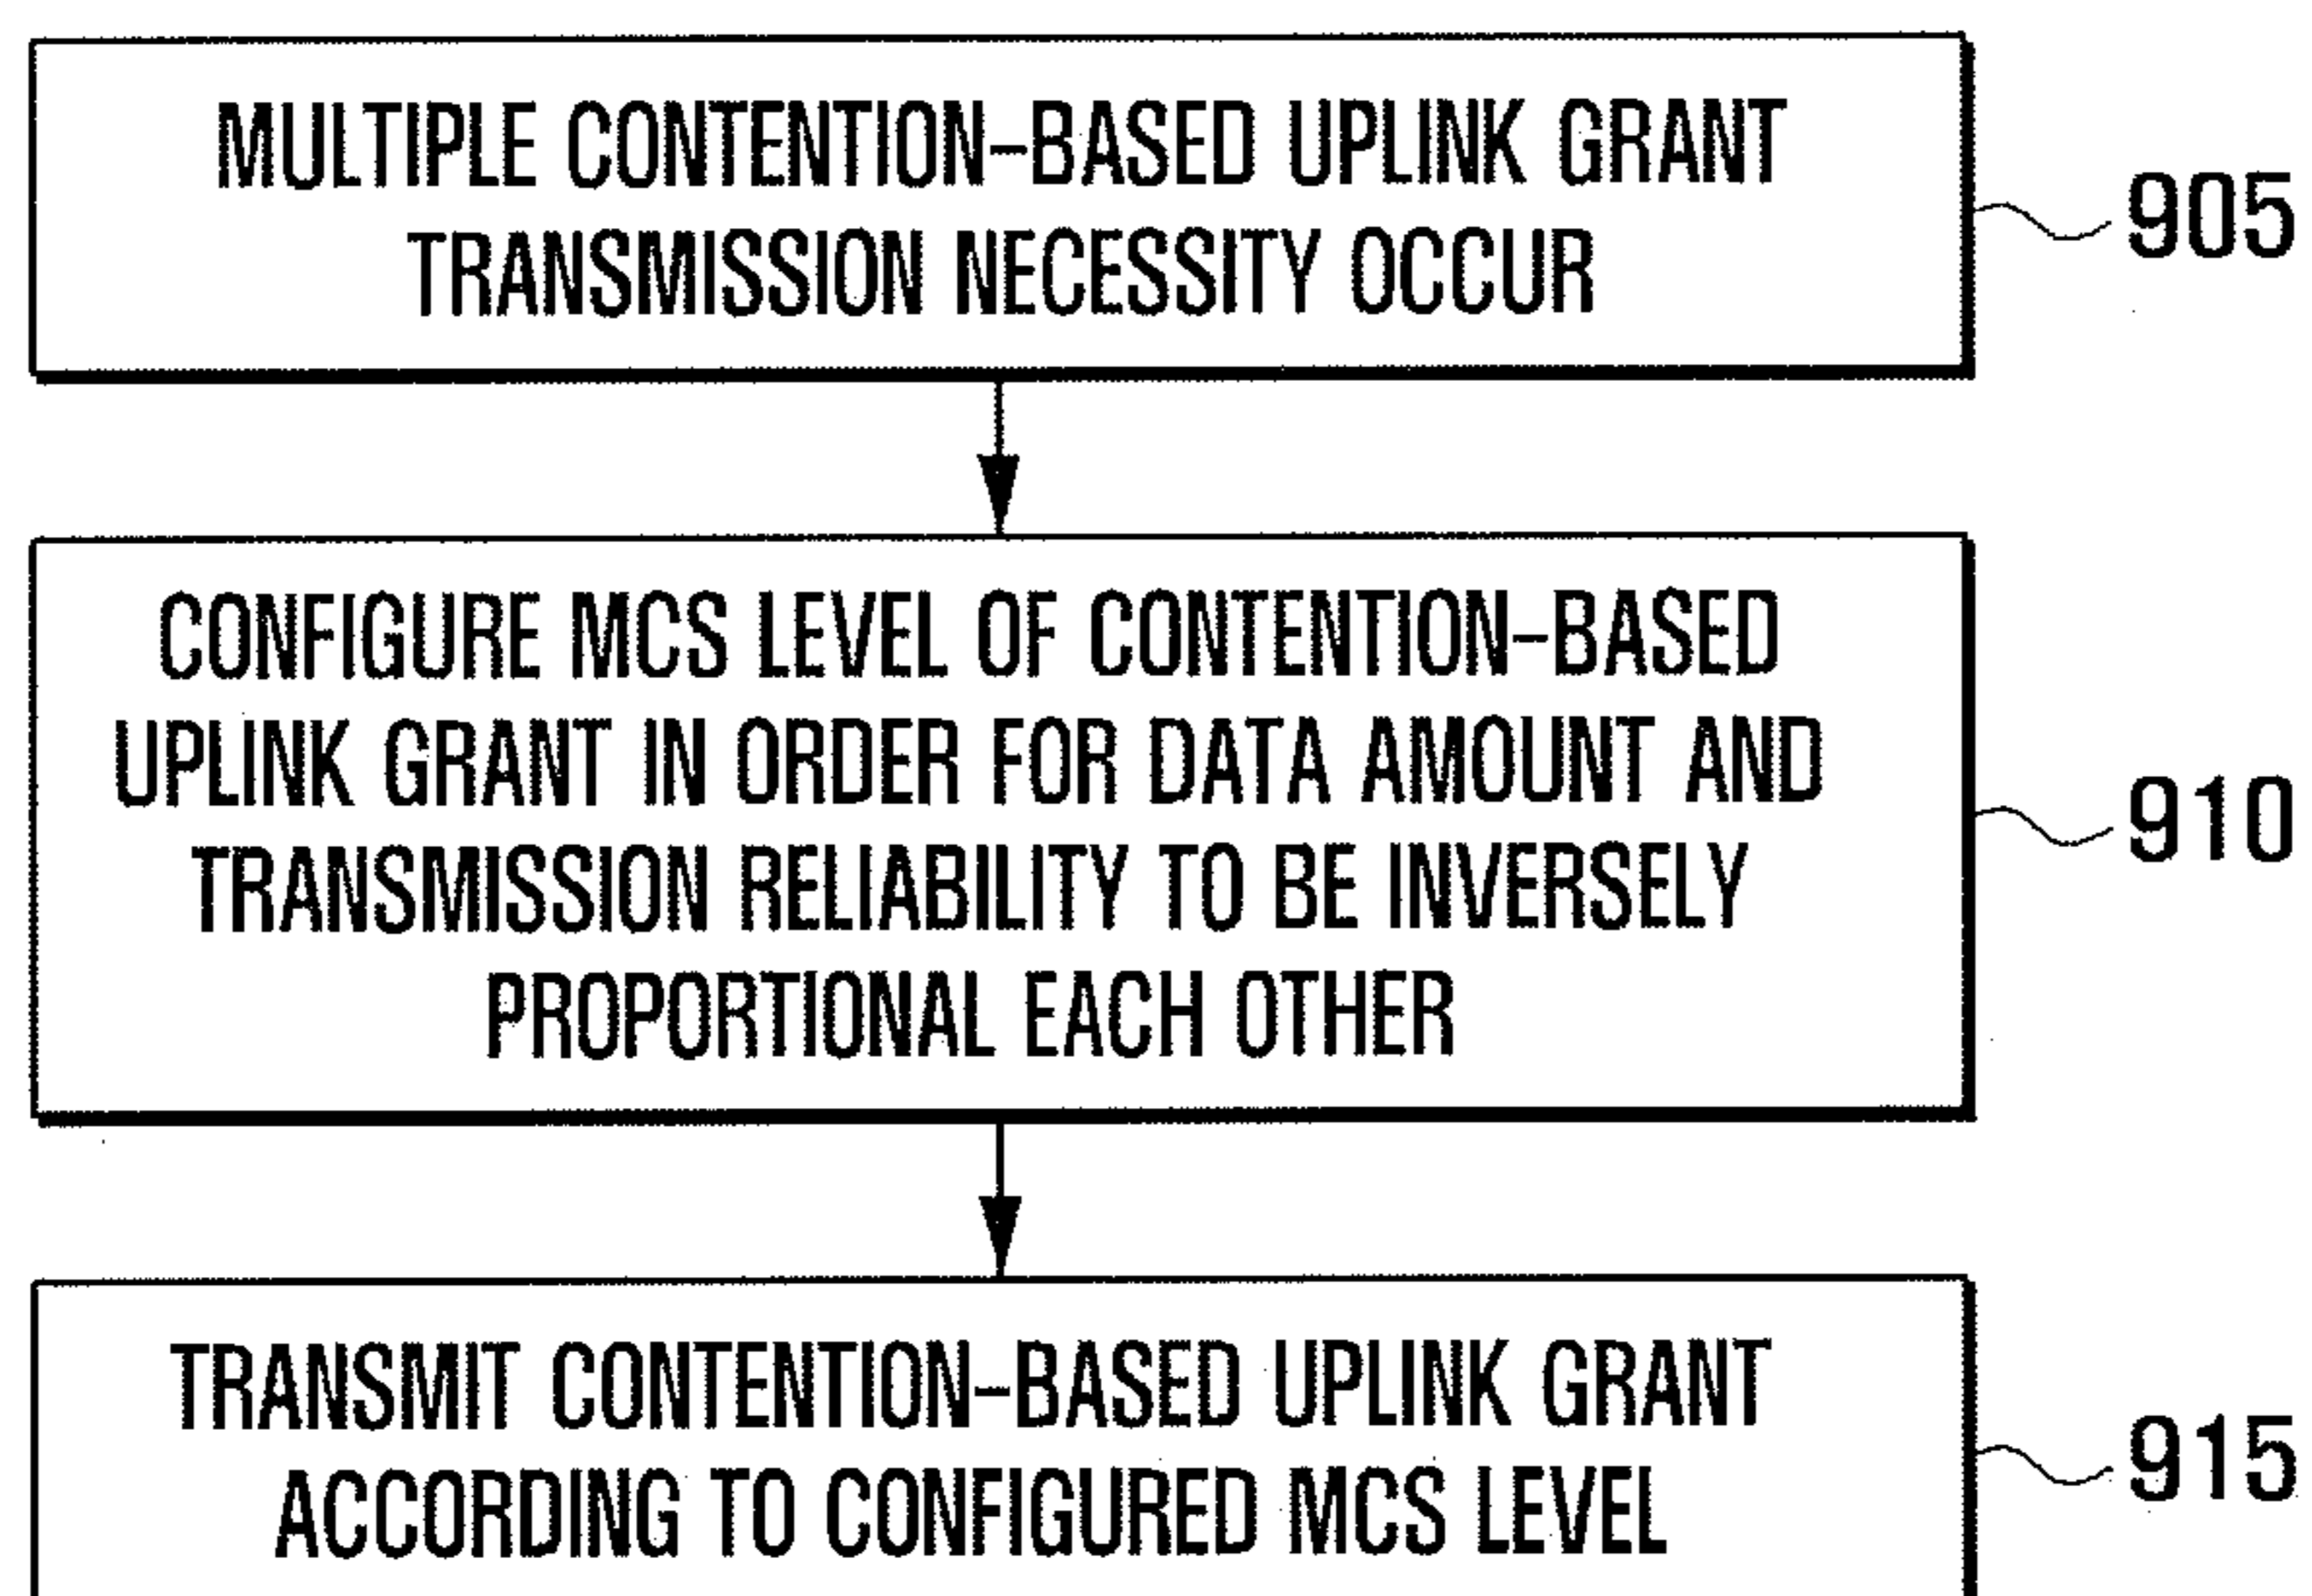 MULTIPLE CONTENTION-BASED UPLINK GRANT
TRANSMISSION NECESSITY OCCUR
905
CONFIGURE MCS LEVEL OF CONTENTION-BASED
UPLINK GRANT IN ORDER FOR DATA AMOUNT AND
TRANSMISSION RELIABILITY TO BE INVERSELY
PROPORTIONAL EACH OTHER
910
TRANSMIT CONTENTION-BASED UPLINK GRANT
ACCORDING TO CONFIGURED MCS LEVEL
915